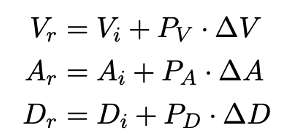 V_r = V_i + P_V · ΔV
A_r = A_i + P_A · ΔA
D_r = D_i + P_D · ΔD